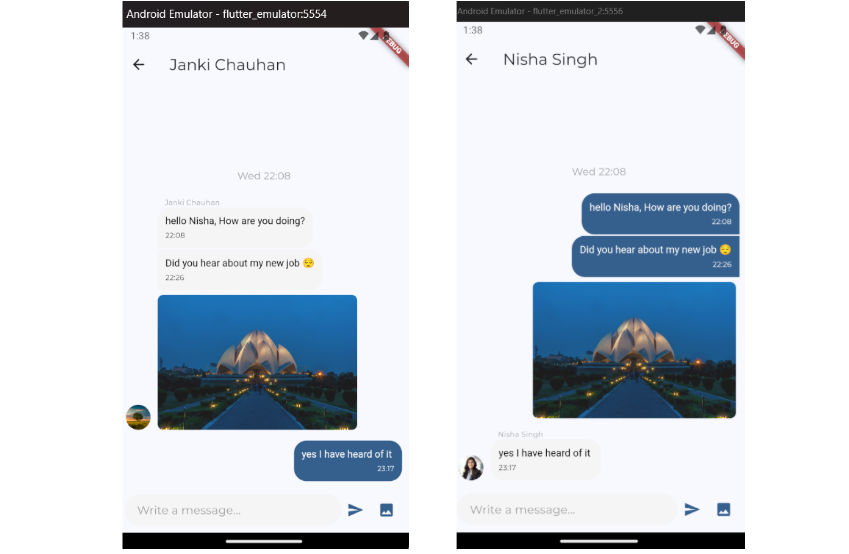 Android Emulator - flutter_emulator:5554
1:38
DEBUG
Janki Chauhan
Wed 22:08
Janki Chauhan
hello Nisha, How are you doing?
22:08
Did you hear about my new job 😌
22:26
yes I have heard of it
23:17
Write a message...
Android Emulator - flutter_emulator_2:5556
1:38
DEBUG
Nisha Singh
Wed 22:08
hello Nisha, How are you doing?
22:08
Did you hear about my new job 😌
22:26
Nisha Singh
yes I have heard of it
23:17
Write a message...